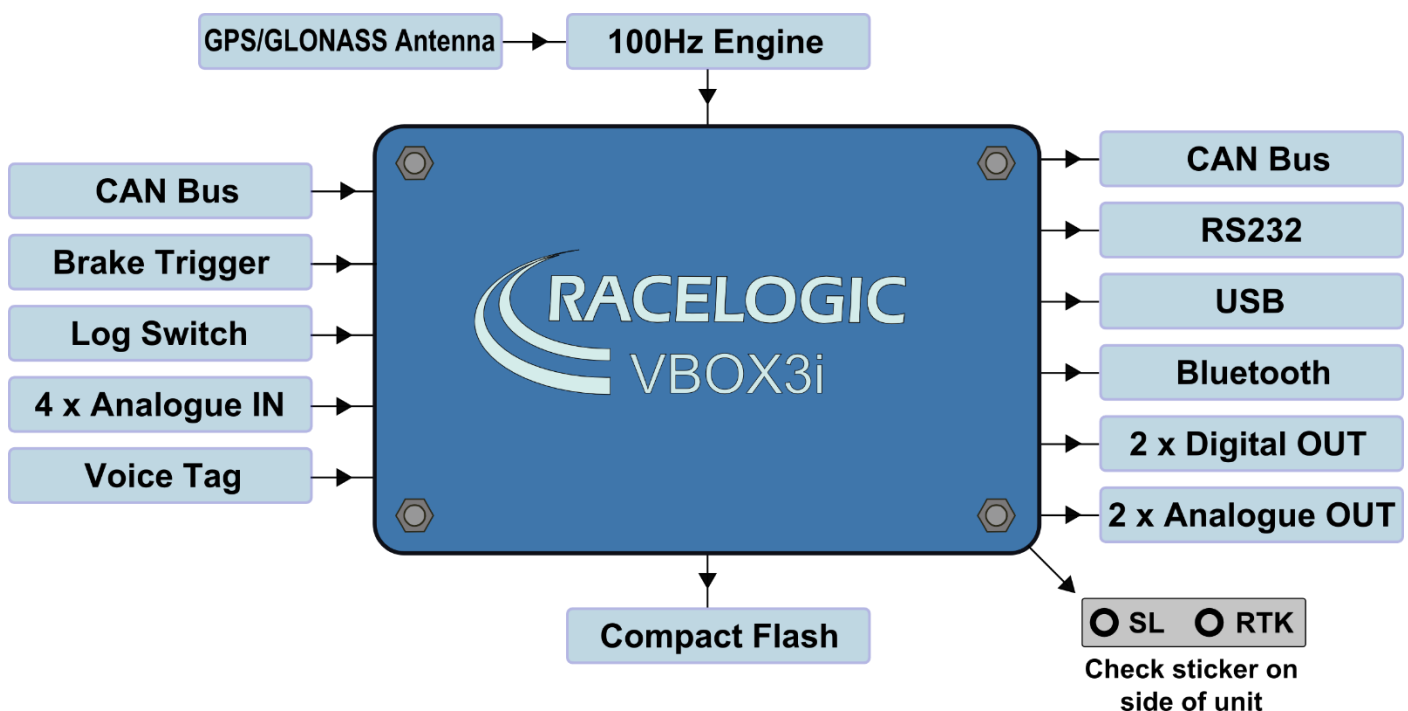 GPS/GLONASS Antenna
100Hz Engine
CAN Bus
Brake Trigger
Log Switch
4 x Analogue IN
Voice Tag
RACELOGIC
VBOX3i
CAN Bus
RS232
USB
Bluetooth
2 x Digital OUT
2 x Analogue OUT
Compact Flash
SL RTK
Check sticker on
side of unit